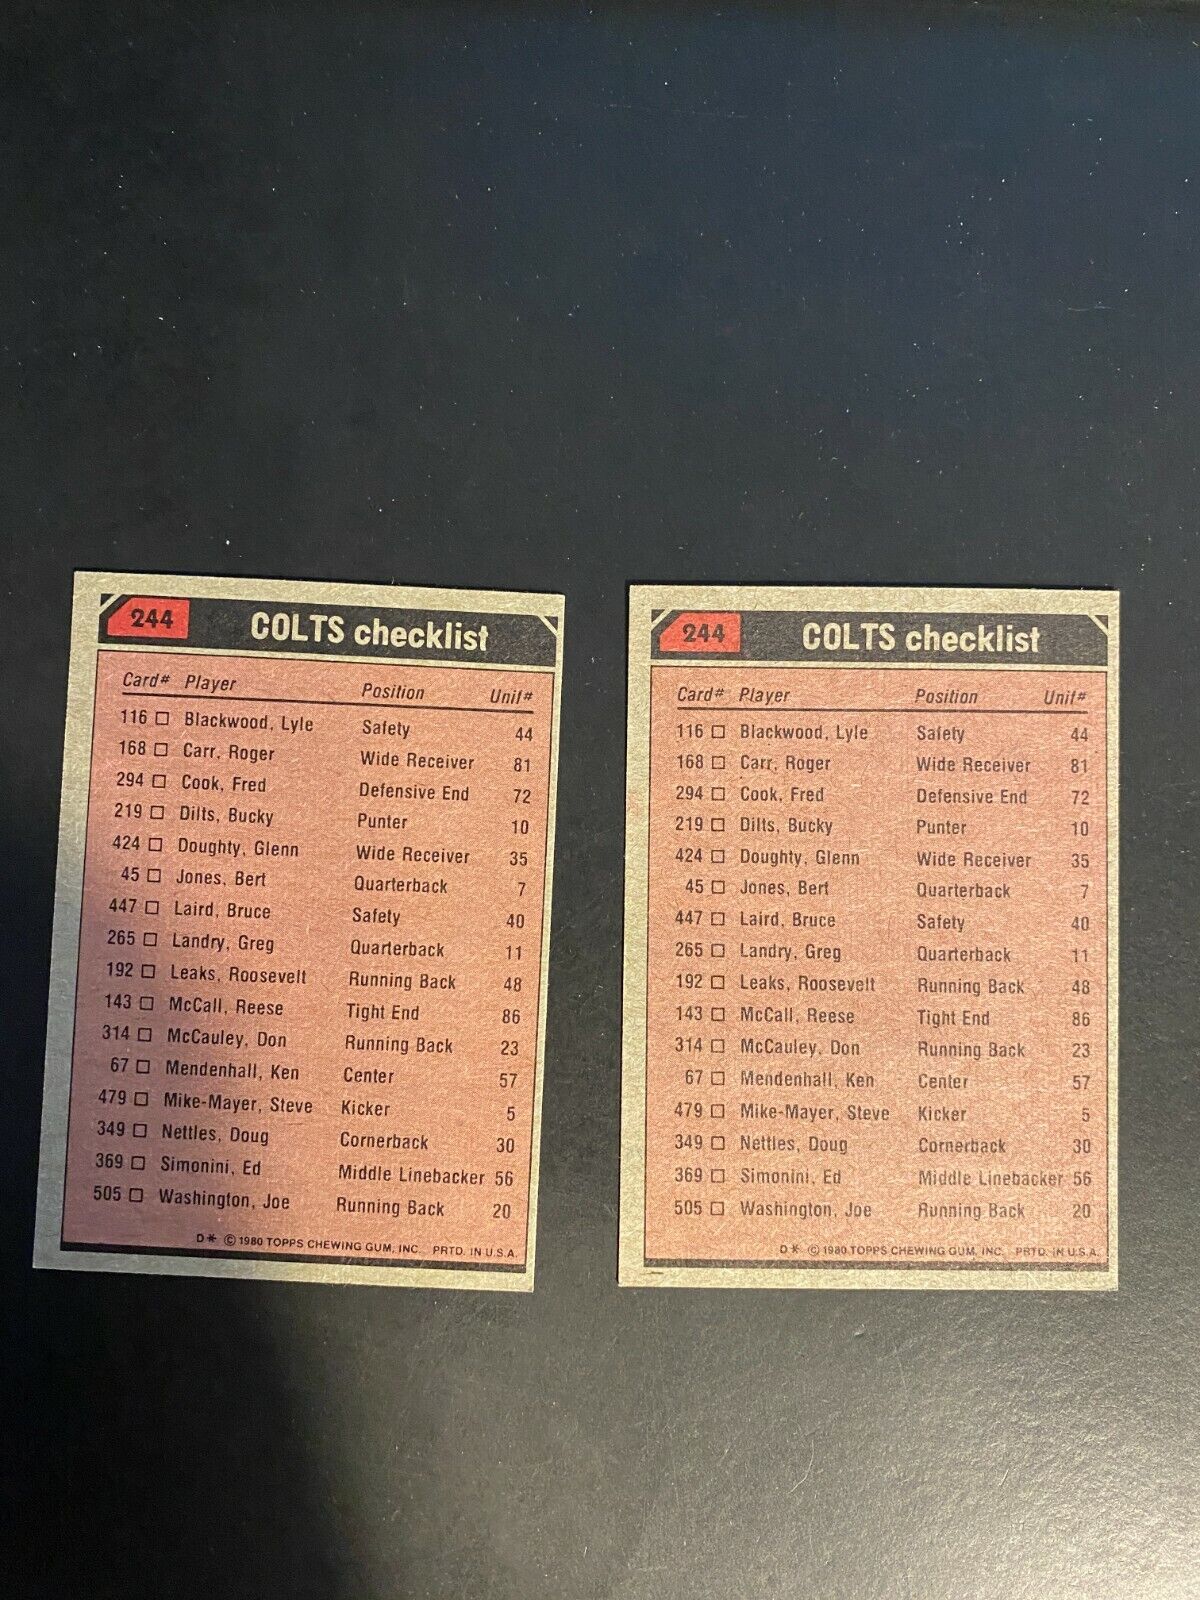 244 COLTS checklist
Card# Player Position Unif#
116 □ Blackwood, Lyle Safety 44
168 □ Carr, Roger Wide Receiver 81
294 □ Cook, Fred Defensive End 72
219 □ Dilts, Bucky Punter 10
424 □ Doughty, Glenn Wide Receiver 35
45 □ Jones, Bert Quarterback 7
447 □ Laird, Bruce Safety 40
265 □ Landry, Greg Quarterback 11
192 □ Leaks, Roosevelt Running Back 48
143 □ McCall, Reese Tight End 86
314 □ McCauley, Don Running Back 23
67 □ Mendenhall, Ken Center 57
479 □ Mike-Mayer, Steve Kicker 5
349 □ Nettles, Doug Cornerback 30
369 □ Simonini, Ed Middle Linebacker 56
505 □ Washington, Joe Running Back 20
D* © 1980 TOPPS CHEWING GUM, INC. PRTD. IN U.S.A.
244 COLTS checklist
Card# Player Position Unif#
116 □ Blackwood, Lyle Safety 44
168 □ Carr, Roger Wide Receiver 81
294 □ Cook, Fred Defensive End 72
219 □ Dilts, Bucky Punter 10
424 □ Doughty, Glenn Wide Receiver 35
45 □ Jones, Bert Quarterback 7
447 □ Laird, Bruce Safety 40
265 □ Landry, Greg Quarterback 11
192 □ Leaks, Roosevelt Running Back 48
143 □ McCall, Reese Tight End 86
314 □ McCauley, Don Running Back 23
67 □ Mendenhall, Ken Center 57
479 □ Mike-Mayer, Steve Kicker 5
349 □ Nettles, Doug Cornerback 30
369 □ Simonini, Ed Middle Linebacker 56
505 □ Washington, Joe Running Back 20
D* © 1980 TOPPS CHEWING GUM, INC. PRTD. IN U.S.A.